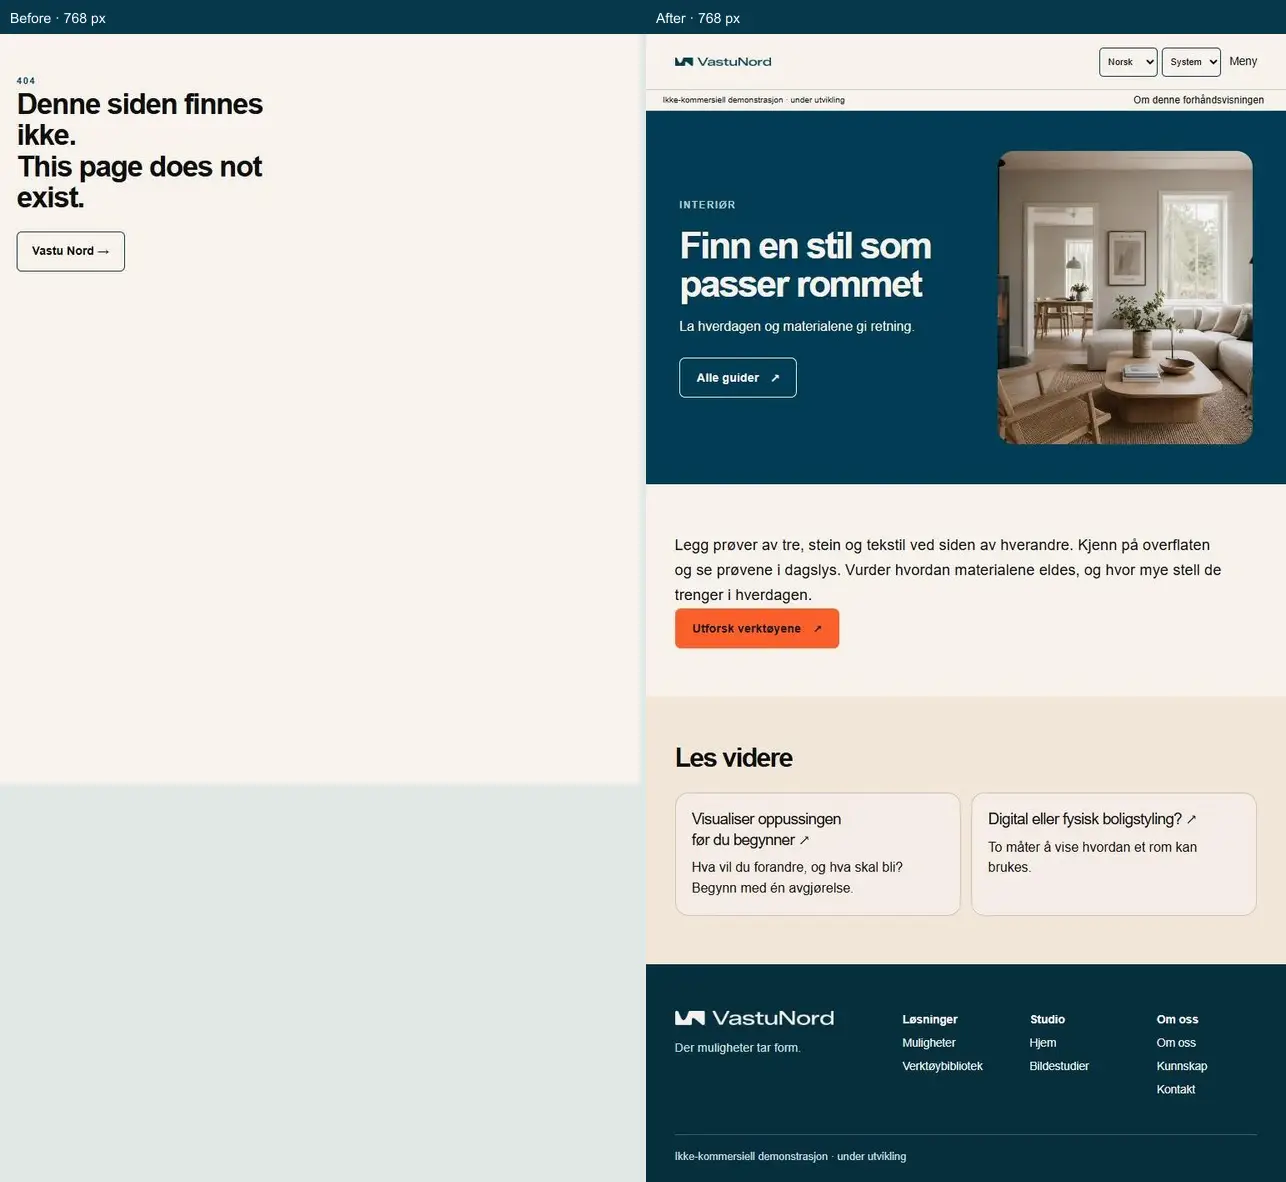 Before · 768 px
404
Denne siden finnes
ikke.
This page does not
exist.
Vastu Nord →
After · 768 px
VastuNord
Norsk
System
Meny
Ikke-kommersiell demonstrasjon · under utvikling
Om denne forhåndsvisningen
INTERIØR
Finn en stil som
passer rommet
La hverdagen og materialene gi retning.
Alle guider ↗
Legg prøver av tre, stein og tekstil ved siden av hverandre. Kjenn på overflaten
og se prøvene i dagslys. Vurder hvordan materialene eldes, og hvor mye stell de
trenger i hverdagen.
Utforsk verktøyene ↗
Les videre
Visualiser oppussingen
før du begynner ↗
Hva vil du forandre, og hva skal bli?
Begynn med én avgjørelse.
Digital eller fysisk boligstyling? ↗
To måter å vise hvordan et rom kan
brukes.
VastuNord
Der muligheter tar form.
Løsninger
Muligheter
Verktøybibliotek
Studio
Hjem
Bildestudier
Om oss
Om oss
Kunnskap
Kontakt
Ikke-kommersiell demonstrasjon · under utvikling